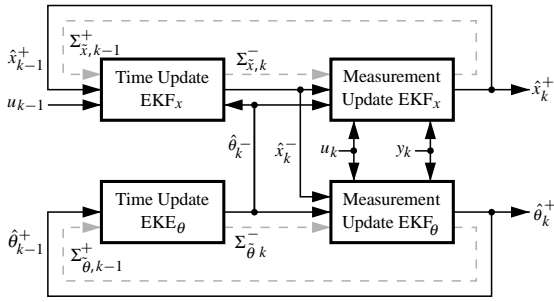 Σ⁺x̃,k−1
Σ⁻x̃,k
x̂⁺k−1
Time Update
EKFx
Measurement
Update EKFx
x̂⁺k
uk−1
θ̂⁻k
x̂⁻k
uk
yk
Time Update
EKEθ
Measurement
Update EKFθ
θ̂⁺k
θ̂⁺k−1
Σ⁺θ̃,k−1
Σ⁻θ̃ k